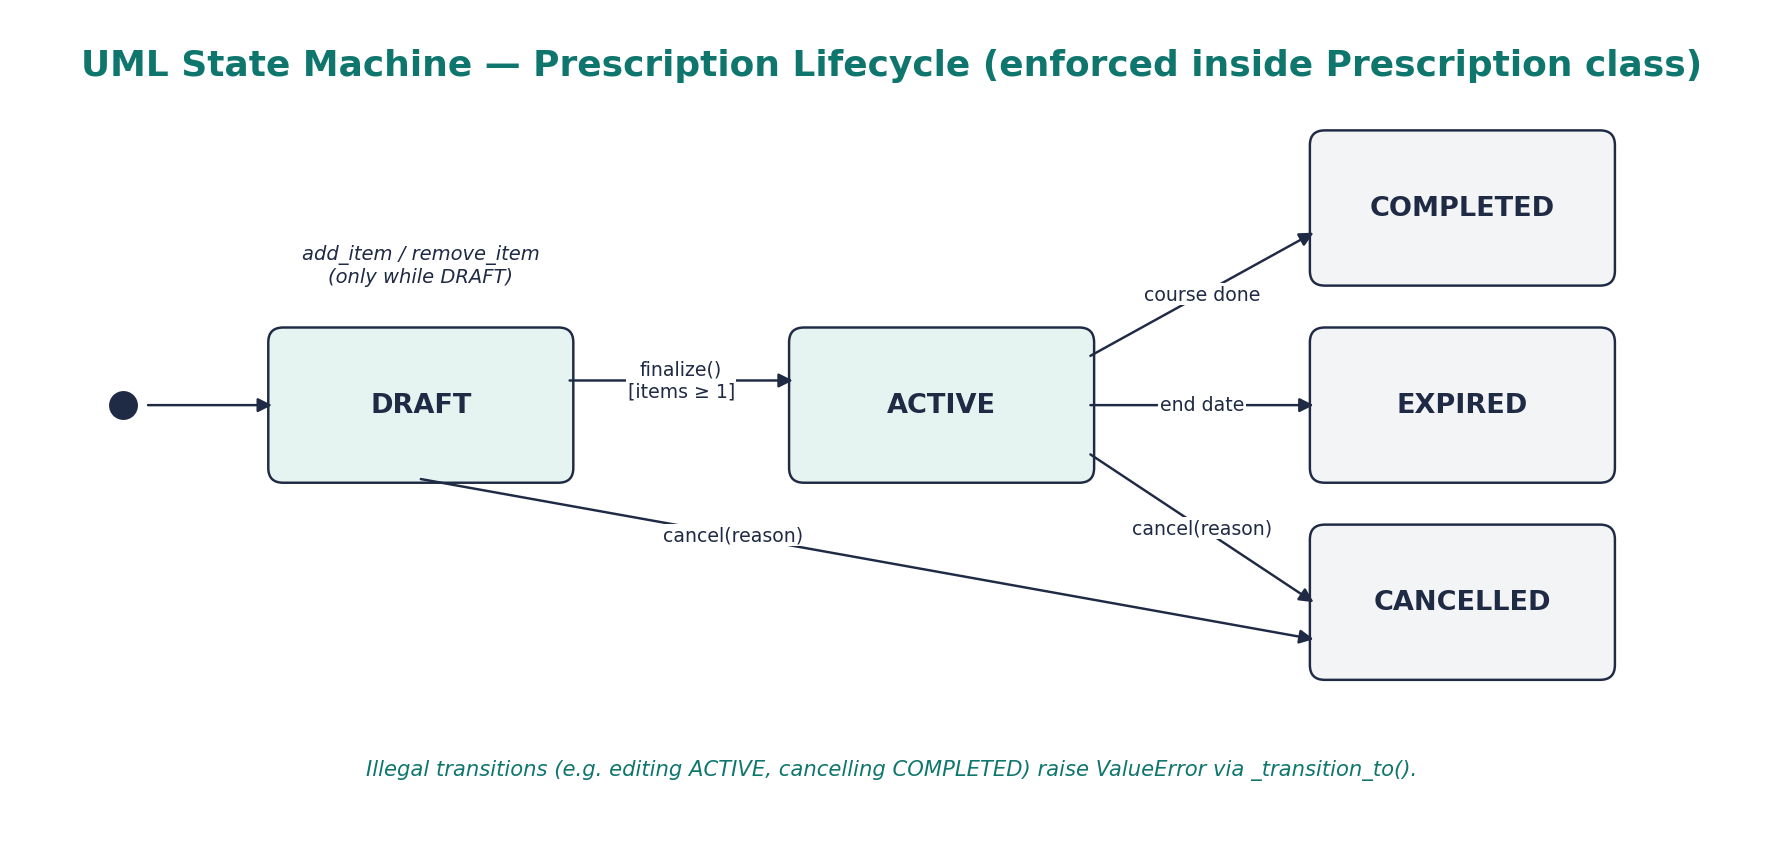 UML State Machine — Prescription Lifecycle (enforced inside Prescription class)
COMPLETED
add_item / remove_item
(only while DRAFT)
course done
finalize()
[items ≥ 1]
DRAFT
ACTIVE
end date
EXPIRED
cancel(reason)
cancel(reason)
CANCELLED
Illegal transitions (e.g. editing ACTIVE, cancelling COMPLETED) raise ValueError via _transition_to().